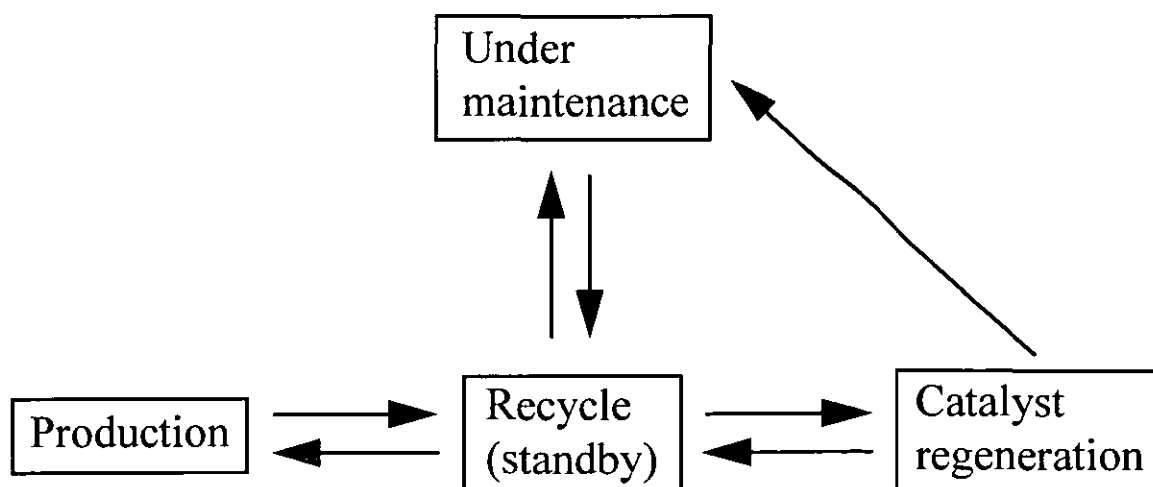 Under
maintenance
Production
Recycle
(standby)
Catalyst
regeneration